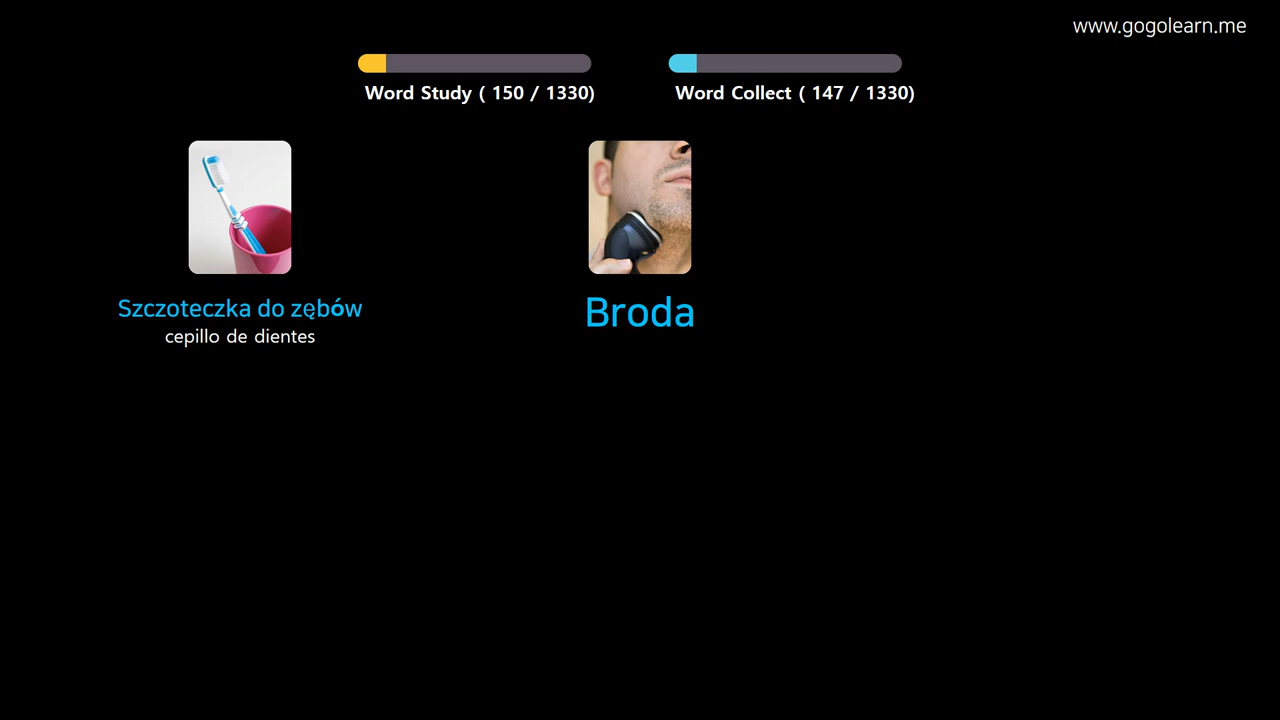 www.gogolearn.me
Word Study ( 150 / 1330)
Word Collect ( 147 / 1330)
Szczoteczka do zębów
cepillo de dientes
Broda